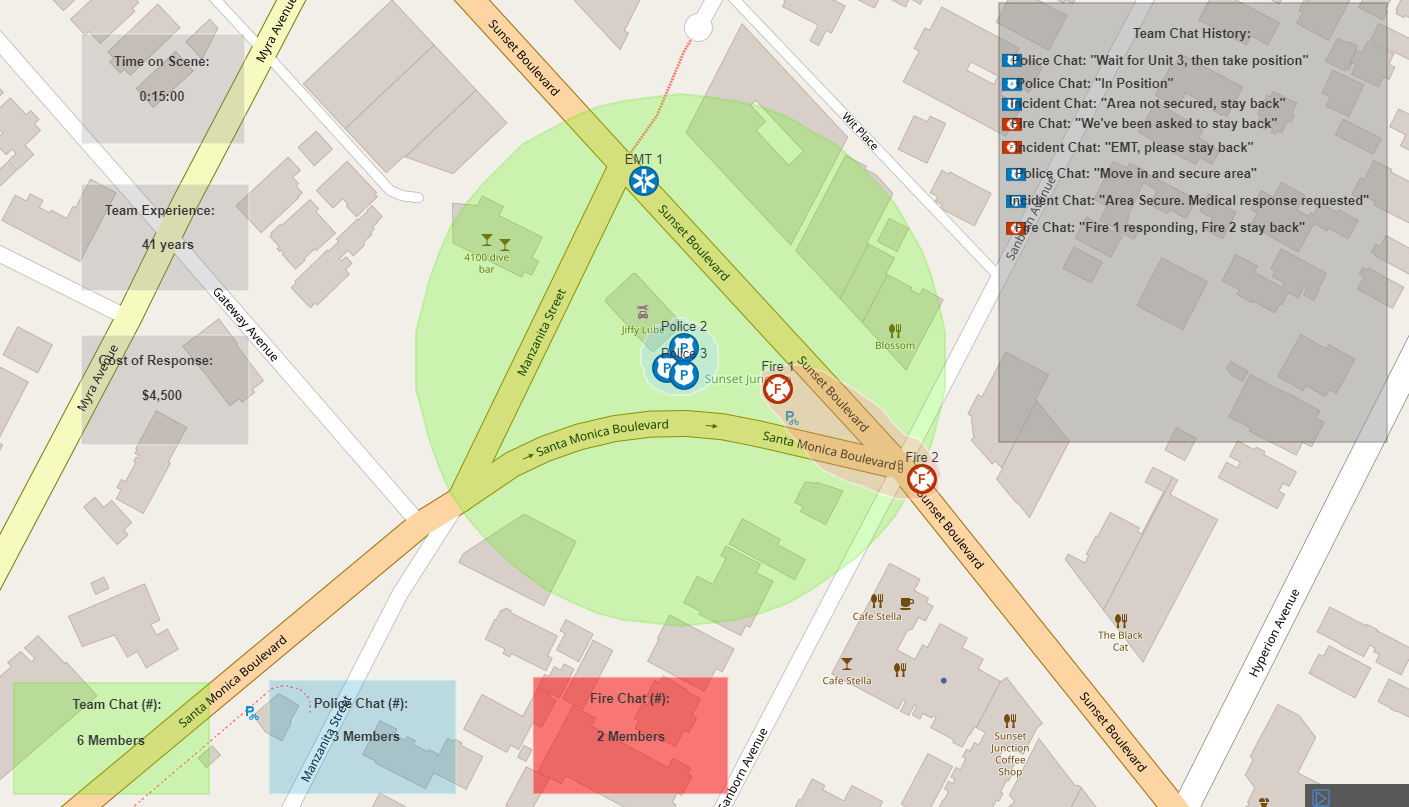 Myra Avenue
Sunset Boulevard
Time on Scene:
0:15:00
Team Experience:
41 years
Cost of Response:
$4,500
Myra Avenue
Gateway Avenue
Wit Place
EMT 1
Sunset Boulevard
4100 dive
bar
Manzanita Street
Jiffy Lube
Police 2
Police 3
P
P
P
Sunset Jun
Fire 1
F
P
Blossom
Sunset Boulevard
Santa Monica Boulevard
Santa Monica Boulevard
Fire 2
F
Sunset Boulevard
Sanborn Avenue
Team Chat History:
Police Chat: "Wait for Unit 3, then take position"
Police Chat: "In Position"
Incident Chat: "Area not secured, stay back"
Fire Chat: "We've been asked to stay back"
Incident Chat: "EMT, please stay back"
Police Chat: "Move in and secure area"
Incident Chat: "Area Secure. Medical response requested"
Fire Chat: "Fire 1 responding, Fire 2 stay back"
Cafe Stella
Cafe Stella
The Black
Cat
Hyperion Avenue
Sunset
Junction
Coffee
Shop
Sunset Boulevard
Sanborn Avenue
Santa Monica Boulevard
Manzanita Street
P
Team Chat (#):
6 Members
Police Chat (#):
3 Members
Fire Chat (#):
2 Members